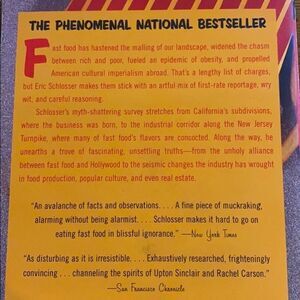 THE PHENOMENAL NATIONAL BESTSELLER
Fast food has hastened the malling of our landscape, widened the chasm
between rich and poor, fueled an epidemic of obesity, and propelled
American cultural imperialism abroad. That's a lengthy list of charges,
but Eric Schlosser makes them stick with an artful mix of first-rate reportage, wry
wit, and careful reasoning.
Schlosser's myth-shattering survey stretches from California's subdivisions,
where the business was born, to the industrial corridor along the New Jersey
Turnpike, where many of fast food's flavors are concocted. Along the way, he
unearths a trove of fascinating, unsettling truths—from the unholy alliance
between fast food and Hollywood to the seismic changes the industry has wrought
in food production, popular culture, and even real estate.
"An avalanche of facts and observations. . . . A fine piece of muckraking,
alarming without being alarmist. . . . Schlosser makes it hard to go on
eating fast food in blissful ignorance." —New York Times
"As disturbing as it is irresistible. . . . Exhaustively researched, frighteningly
convincing . . . channeling the spirits of Upton Sinclair and Rachel Carson."
—San Francisco Chronicle